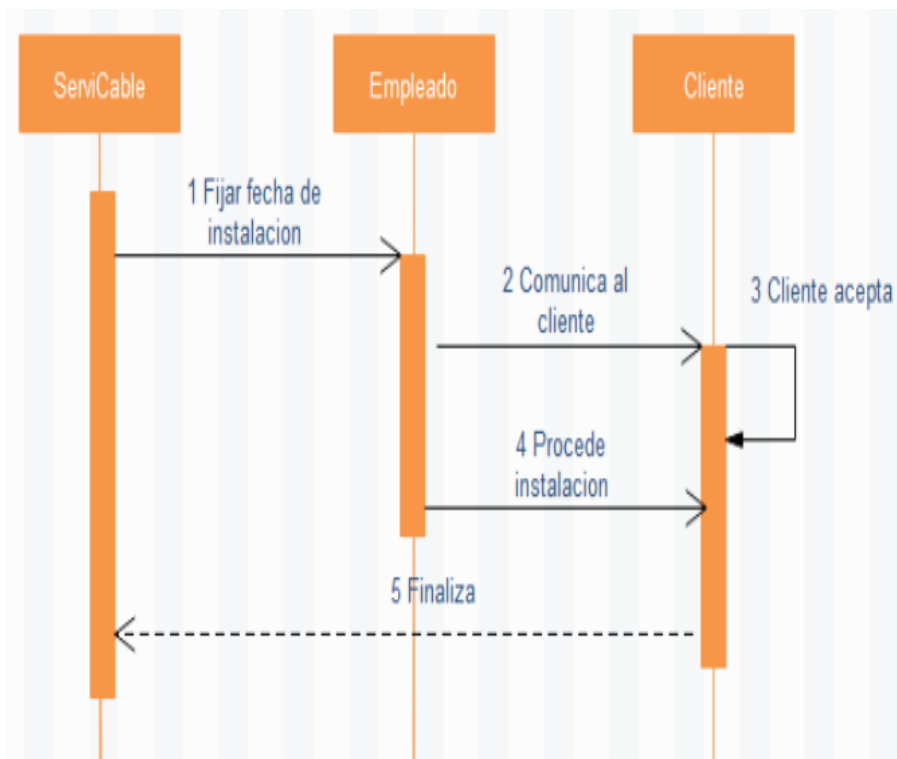 ServiCable
Empleado
Cliente
1 Fijar fecha de
instalacion
2 Comunica al
cliente
3 Cliente acepta
4 Procede
instalacion
5 Finaliza